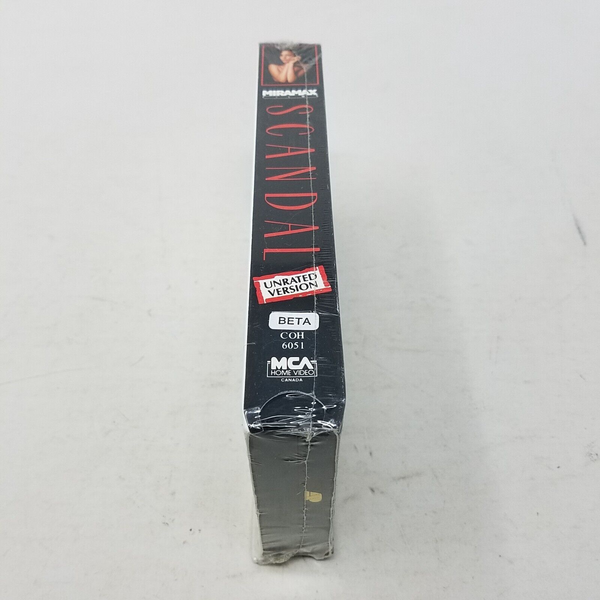 MIRAMAX
SCANDAL
UNRATED
VERSION
BETA
COH
6051
MCA
HOME VIDEO
CANADA